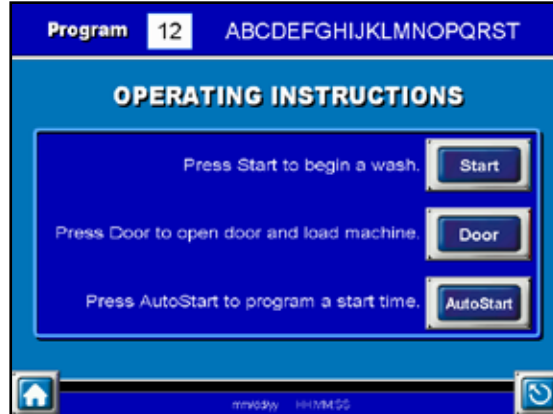 Program 12 ABCDEFGHIJKLMNOPQRST
OPERATING INSTRUCTIONS
Press Start to begin a wash. Start
Press Door to open door and load machine. Door
Press AutoStart to program a start time. AutoStart
mm/dd/yy HH:MM:SS